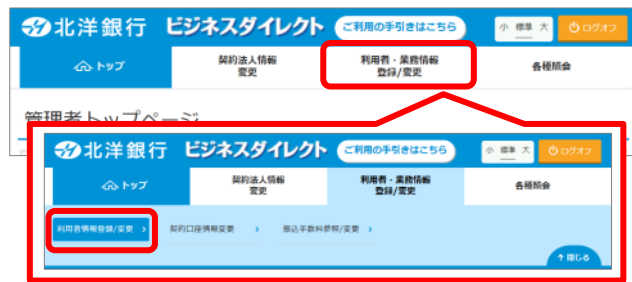 北洋銀行 ビジネスダイレクト ご利用の手引きはこちら 小 標準 大 ログオフ
トップ 契約法人情報 変更 利用者・業務情報 登録/変更 各種照会
管理者トップページ
北洋銀行 ビジネスダイレクト ご利用の手引きはこちら 小 標準 大 ログオフ
トップ 契約法人情報 変更 利用者・業務情報 登録/変更 各種照会
利用者情報登録/変更 契約口座情報変更 振込手数料参照/変更
↑ 閉じる